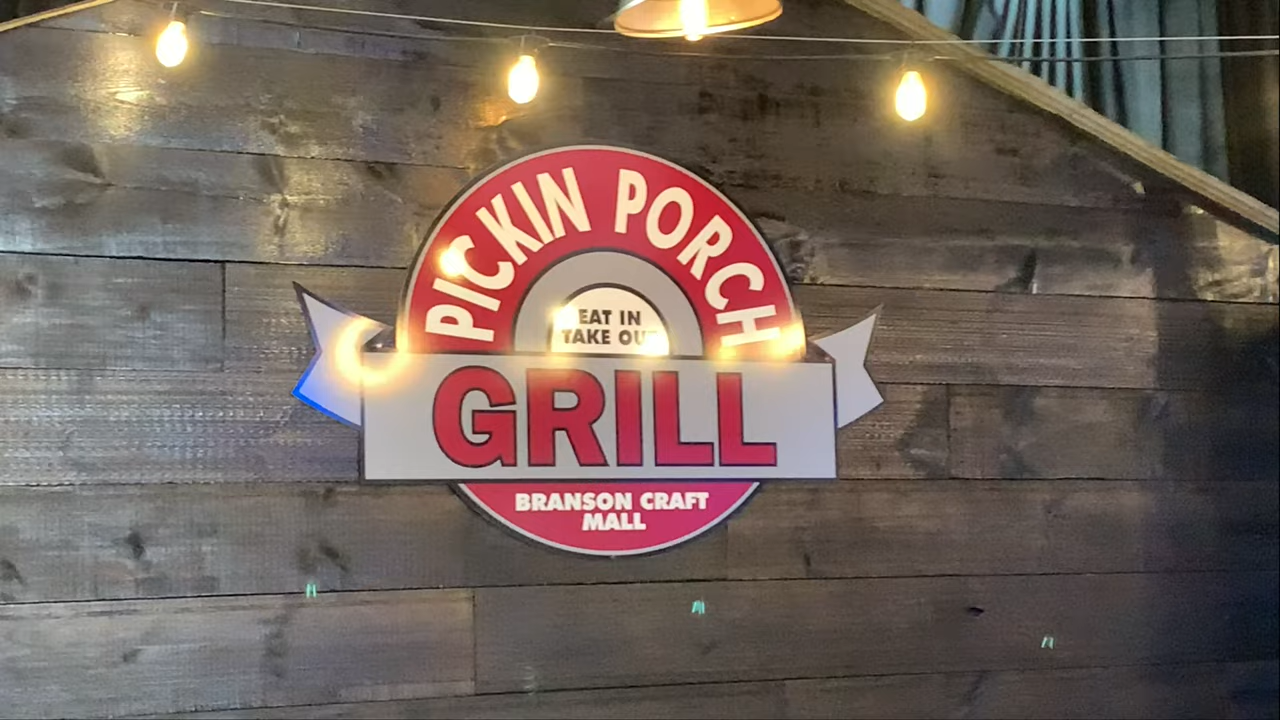 PICKIN PORCH
EAT IN
TAKE OUT
GRILL
BRANSON CRAFT
MALL